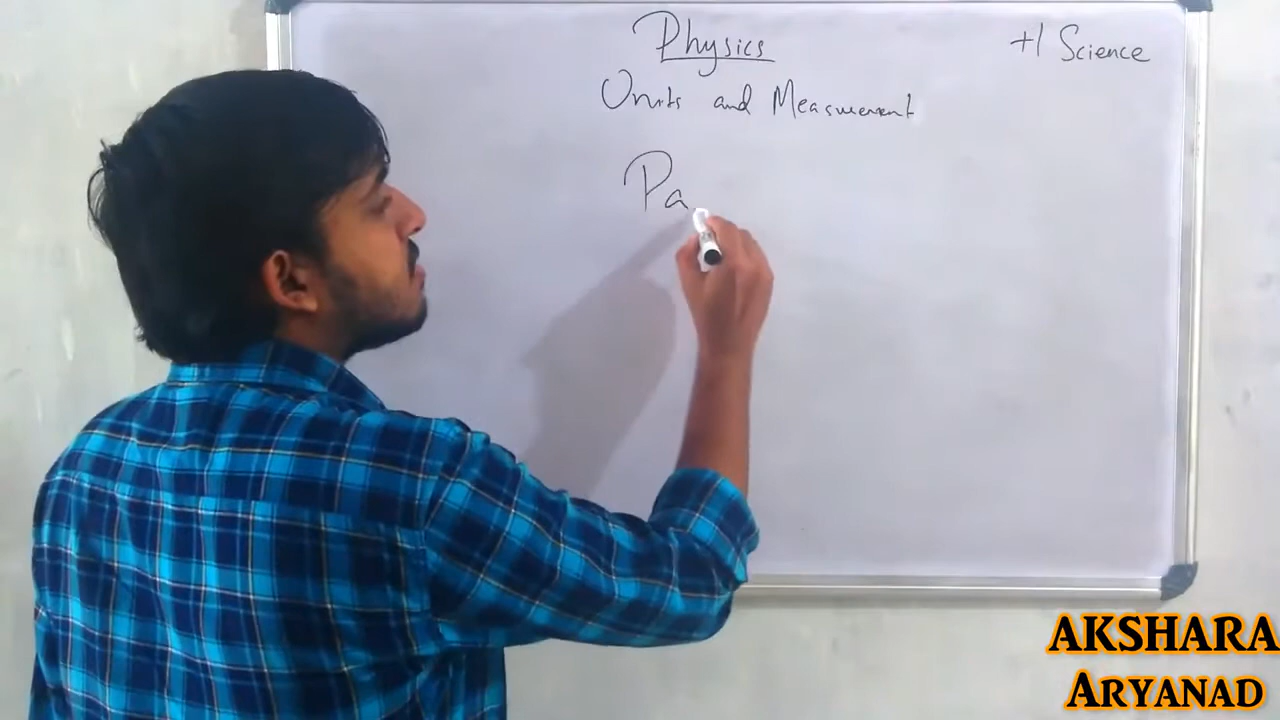 Physics
+1 Science
Units and Measurement
Pa
AKSHARA
ARYANAD